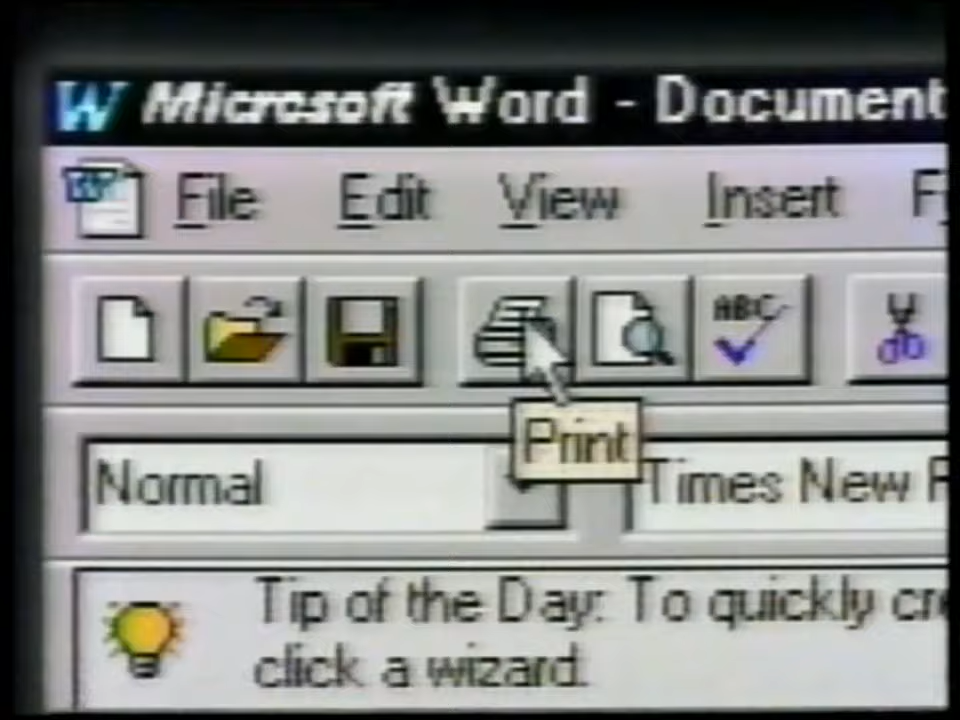 Microsoft Word - Document
File Edit View Insert
ABC
Print
Normal Times New R
Tip of the Day: To quickly cre
click a wizard.